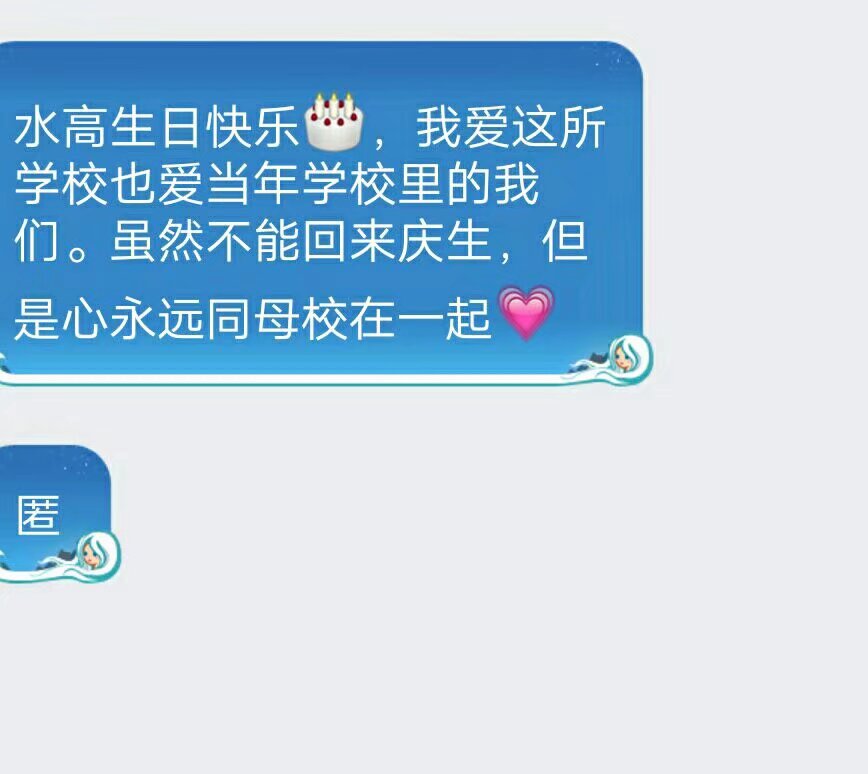 水高生日快乐🎂，我爱这所
学校也爱当年学校里的我
们。虽然不能回来庆生，但
是心永远同母校在一起💗
匿